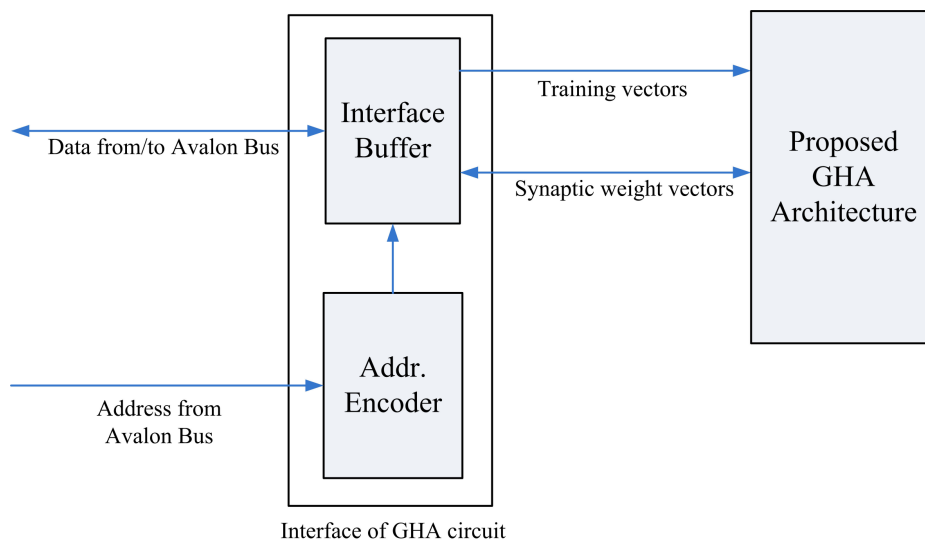 Interface
Buffer
Training vectors
Data from/to Avalon Bus
Synaptic weight vectors
Proposed
GHA
Architecture
Addr.
Encoder
Address from
Avalon Bus
Interface of GHA circuit